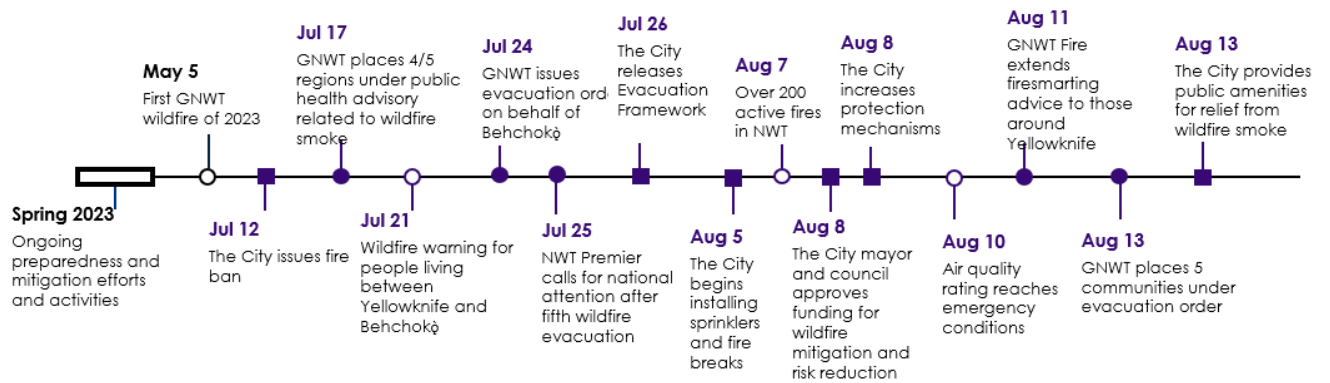 Spring 2023
Ongoing
preparedness and
mitigation efforts
and activities
May 5
First GNWT
wildfire of 2023
Jul 12
The City issues fire
ban
Jul 17
GNWT places 4/5
regions under public
health advisory
related to wildfire
smoke
Jul 21
Wildfire warning for
people living
between
Yellowknife and
Behchokǫ̀
Jul 24
GNWT issues
evacuation orde
on behalf of
Behchokǫ̀
Jul 25
NWT Premier
calls for national
attention after
fifth wildfire
evacuation
Jul 26
The City
releases
Evacuation
Framework
Aug 5
The City
begins
installing
sprinklers
and fire
breaks
Aug 7
Over 200
active fires
in NWT
Aug 8
The City mayor
and council
approves
funding for
wildfire
mitigation and
risk reduction
Aug 8
The City
increases
protection
mechanisms
Aug 10
Air quality
rating reaches
emergency
conditions
Aug 11
GNWT Fire
extends
firesmarting
advice to those
around
Yellowknife
Aug 13
GNWT places 5
communities under
evacuation order
Aug 13
The City provides
public amenities
for relief from
wildfire smoke